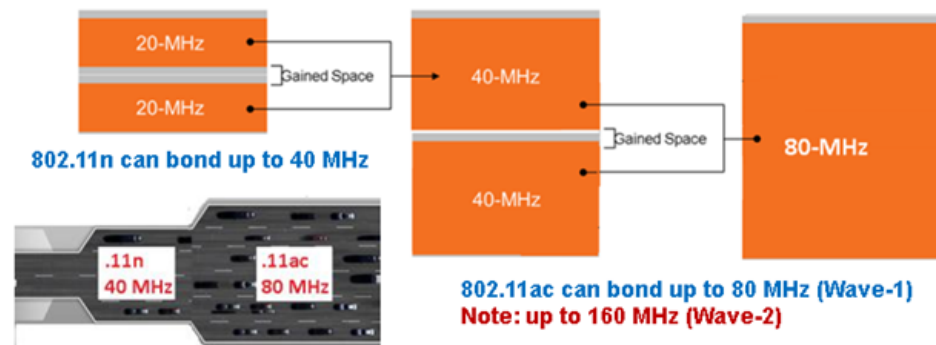 20-MHz
Gained Space
20-MHz
802.11n can bond up to 40 MHz
40-MHz
Gained Space
40-MHz
80-MHz
.11n
40 MHz
.11ac
80 MHz
802.11ac can bond up to 80 MHz (Wave-1)
Note: up to 160 MHz (Wave-2)